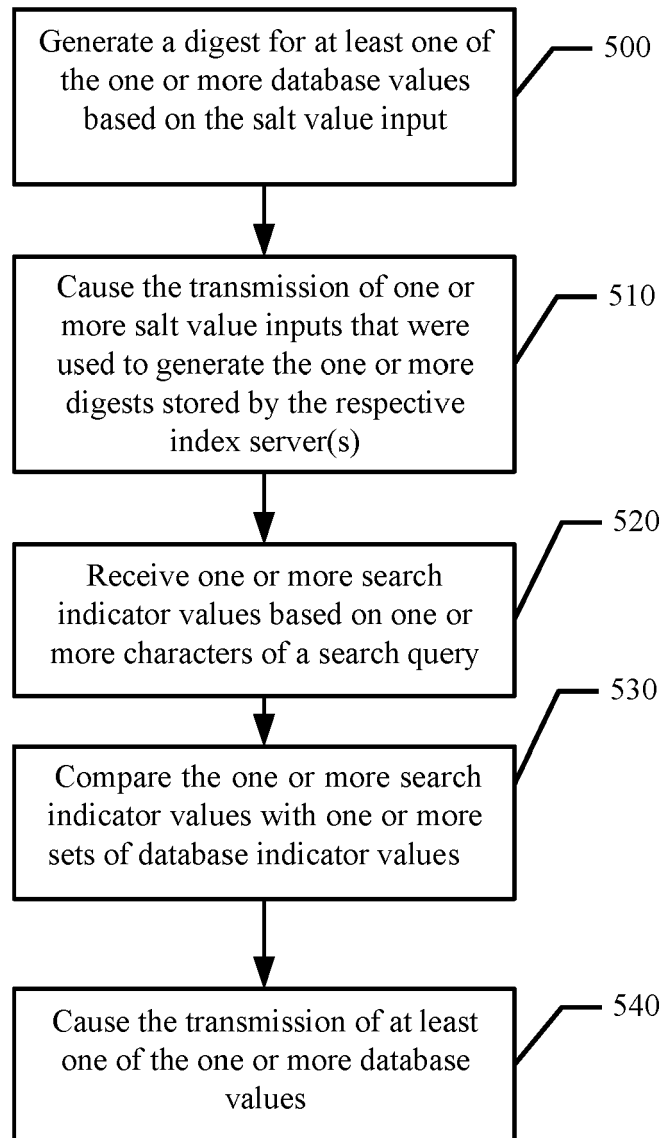 Generate a digest for at least one of
the one or more database values
based on the salt value input
500
Cause the transmission of one or
more salt value inputs that were
used to generate the one or more
digests stored by the respective
index server(s)
510
Receive one or more search
indicator values based on one or
more characters of a search query
520
Compare the one or more search
indicator values with one or more
sets of database indicator values
530
Cause the transmission of at least
one of the one or more database
values
540